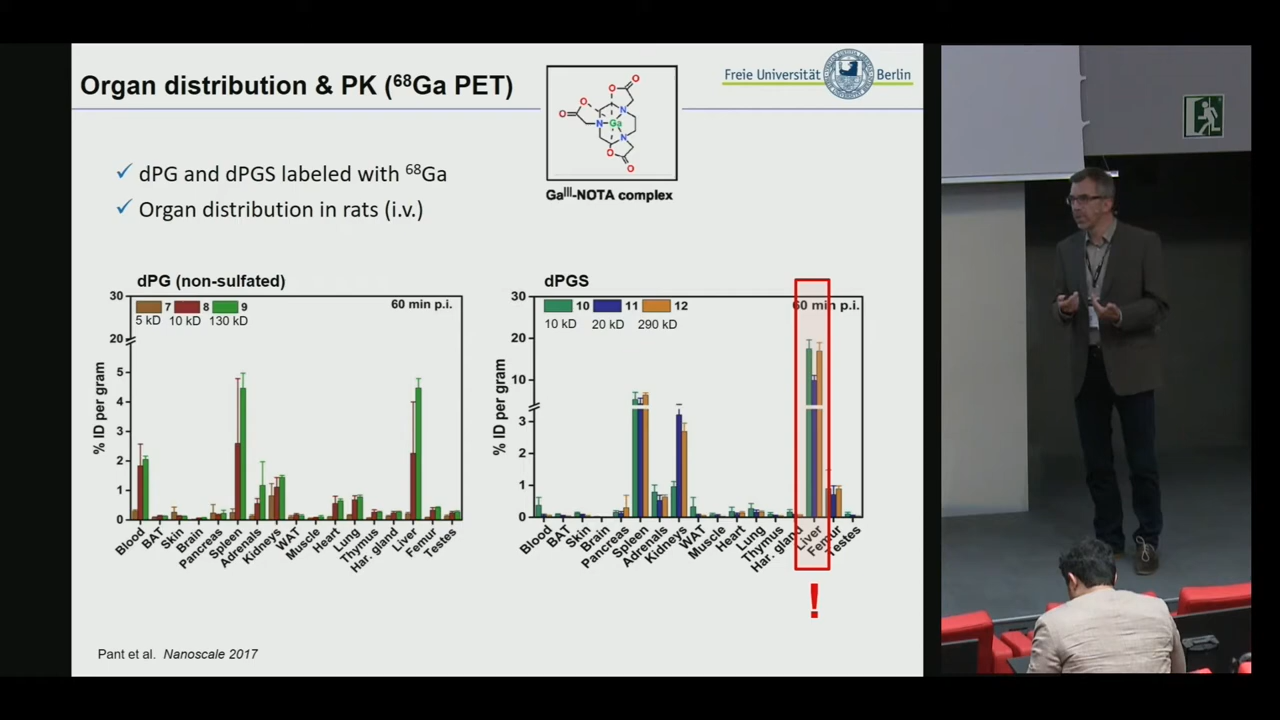 Organ distribution & PK (⁶⁸Ga PET)
Freie Universität Berlin
O
O
O
O
O
O
N
N
N
Ga
Gaᴵᴵᴵ-NOTA complex
✓ dPG and dPGS labeled with ⁶⁸Ga
✓ Organ distribution in rats (i.v.)
dPG (non-sulfated)
7 8 9
5 kD 10 kD 130 kD
60 min p.i.
% ID per gram
30
20
5
4
3
2
1
0
Blood
BAT
Skin
Brain
Pancreas
Spleen
Adrenals
Kidneys
WAT
Muscle
Heart
Lung
Thymus
Har. gland
Liver
Femur
Testes
dPGS
10 11 12
10 kD 20 kD 290 kD
60 min p.i.
% ID per gram
30
20
10
3
2
1
0
Blood
BAT
Skin
Brain
Pancreas
Spleen
Adrenals
Kidneys
WAT
Muscle
Heart
Lung
Thymus
Har. gland
Liver
Femur
Testes
!
Pant et al. Nanoscale 2017